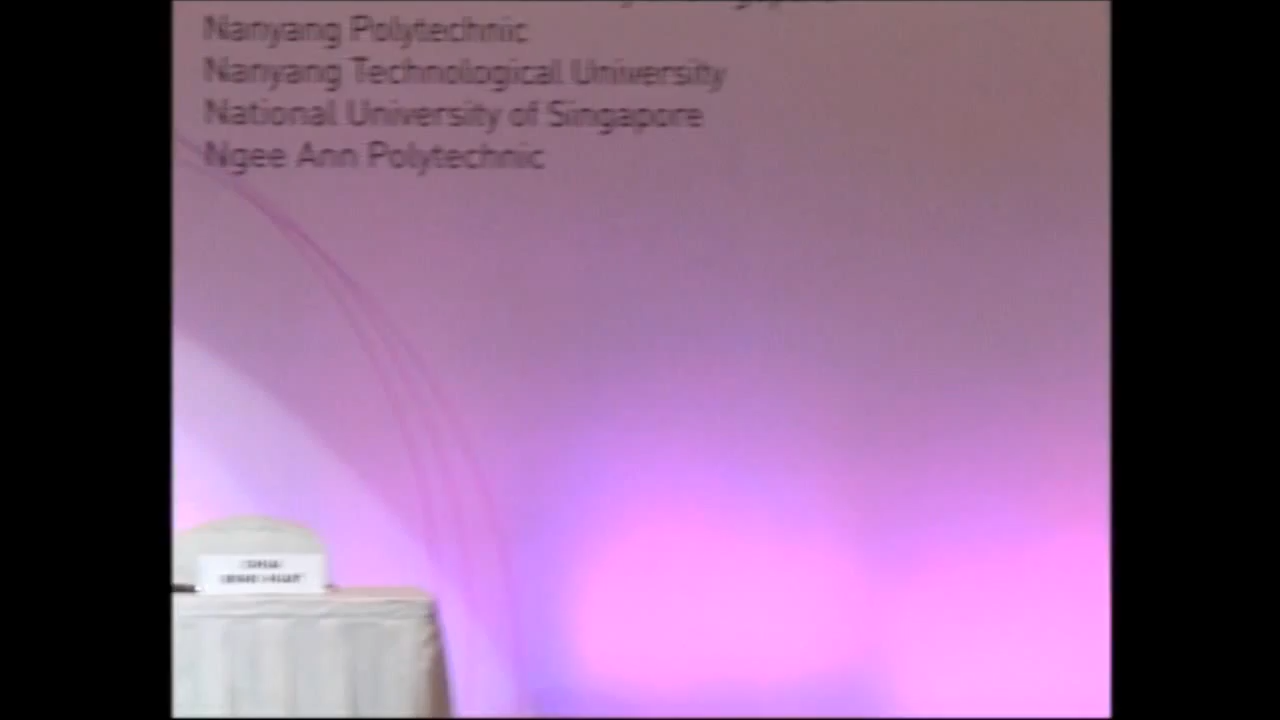 Nanyang Polytechnic
Nanyang Technological University
National University of Singapore
Ngee Ann Polytechnic